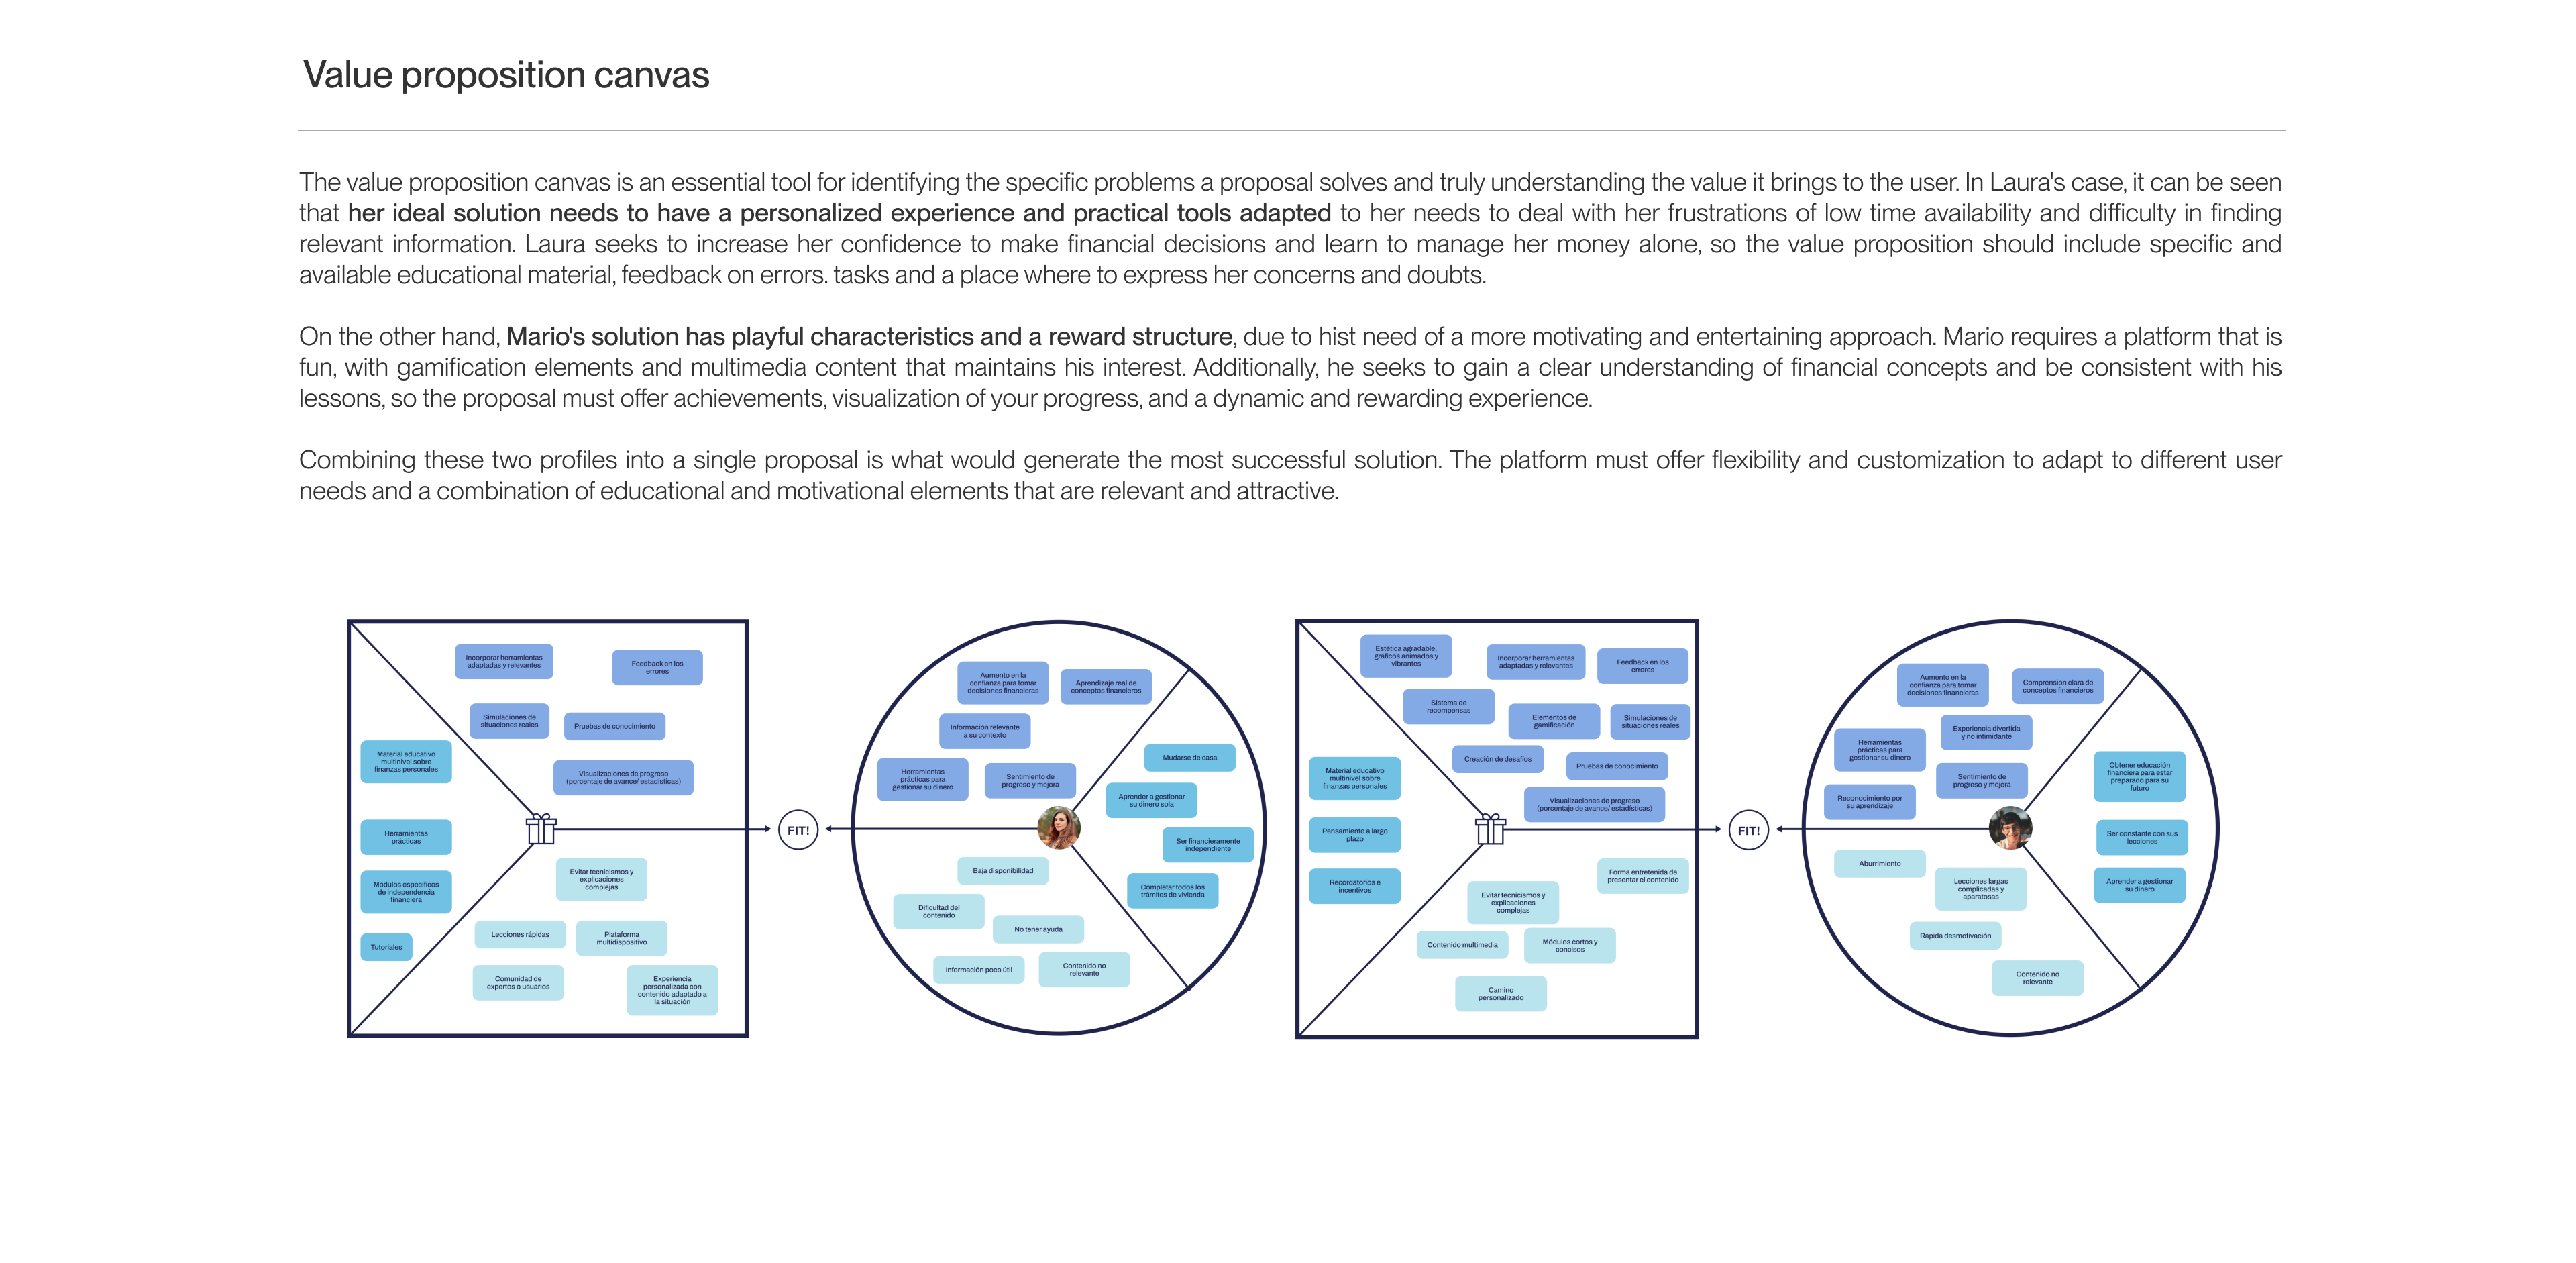 Value proposition canvas
The value proposition canvas is an essential tool for identifying the specific problems a proposal solves and truly understanding the value it brings to the user. In Laura's case, it can be seen
that her ideal solution needs to have a personalized experience and practical tools adapted to her needs to deal with her frustrations of low time availability and difficulty in finding
relevant information. Laura seeks to increase her confidence to make financial decisions and learn to manage her money alone, so the value proposition should include specific and
available educational material, feedback on errors. tasks and a place where to express her concerns and doubts.
On the other hand, Mario's solution has playful characteristics and a reward structure, due to hist need of a more motivating and entertaining approach. Mario requires a platform that is
fun, with gamification elements and multimedia content that maintains his interest. Additionally, he seeks to gain a clear understanding of financial concepts and be consistent with his
lessons, so the proposal must offer achievements, visualization of your progress, and a dynamic and rewarding experience.
Combining these two profiles into a single proposal is what would generate the most successful solution. The platform must offer flexibility and customization to adapt to different user
needs and a combination of educational and motivational elements that are relevant and attractive.
Incorporar herramientas
adaptadas y relevantes
Feedback en los
errores
Simulaciones de
situaciones reales
Pruebas de conocimiento
Visualizaciones de progreso
(porcentaje de avance/ estadísticas)
Material educativo
multinivel sobre
finanzas personales
Herramientas
prácticas
Módulos específicos
de independencia
financiera
Tutoriales
Evitar tecnicismos y
explicaciones
complejas
Lecciones rápidas
Plataforma
multidispositivo
Comunidad de
expertos o usuarios
Experiencia
personalizada con
contenido adaptado a
la situación
FIT!
Aumento en la
confianza para tomar
decisiones financieras
Aprendizaje real de
conceptos financieros
Información relevante
a su contexto
Herramientas
prácticas para
gestionar su dinero
Sentimiento de
progreso y mejora
Mudarse de casa
Aprender a gestionar
su dinero sola
Ser financieramente
independiente
Completar todos los
trámites de vivienda
Baja disponibilidad
Dificultad del
contenido
No tener ayuda
Información poco útil
Contenido no
relevante
Estética agradable,
gráficos animados y
vibrantes
Incorporar herramientas
adaptadas y relevantes
Feedback en los
errores
Sistema de
recompensas
Elementos de
gamificación
Simulaciones de
situaciones reales
Creación de desafíos
Pruebas de conocimiento
Visualizaciones de progreso
(porcentaje de avance/ estadísticas)
Material educativo
multinivel sobre
finanzas personales
Pensamiento a largo
plazo
Recordatorios e
incentivos
Forma entretenida de
presentar el contenido
Evitar tecnicismos y
explicaciones
complejas
Contenido multimedia
Módulos cortos y
concisos
Camino
personalizado
FIT!
Aumento en la
confianza para tomar
decisiones financieras
Comprension clara de
conceptos financieros
Experiencia divertida
y no intimidante
Herramientas
prácticas para
gestionar su dinero
Sentimiento de
progreso y mejora
Reconocimiento por
su aprendizaje
Obtener educación
financiera para estar
preparado para su
futuro
Ser constante con sus
lecciones
Aprender a gestionar
su dinero
Aburrimiento
Lecciones largas
complicadas y
aparatosas
Rápida desmotivación
Contenido no
relevante